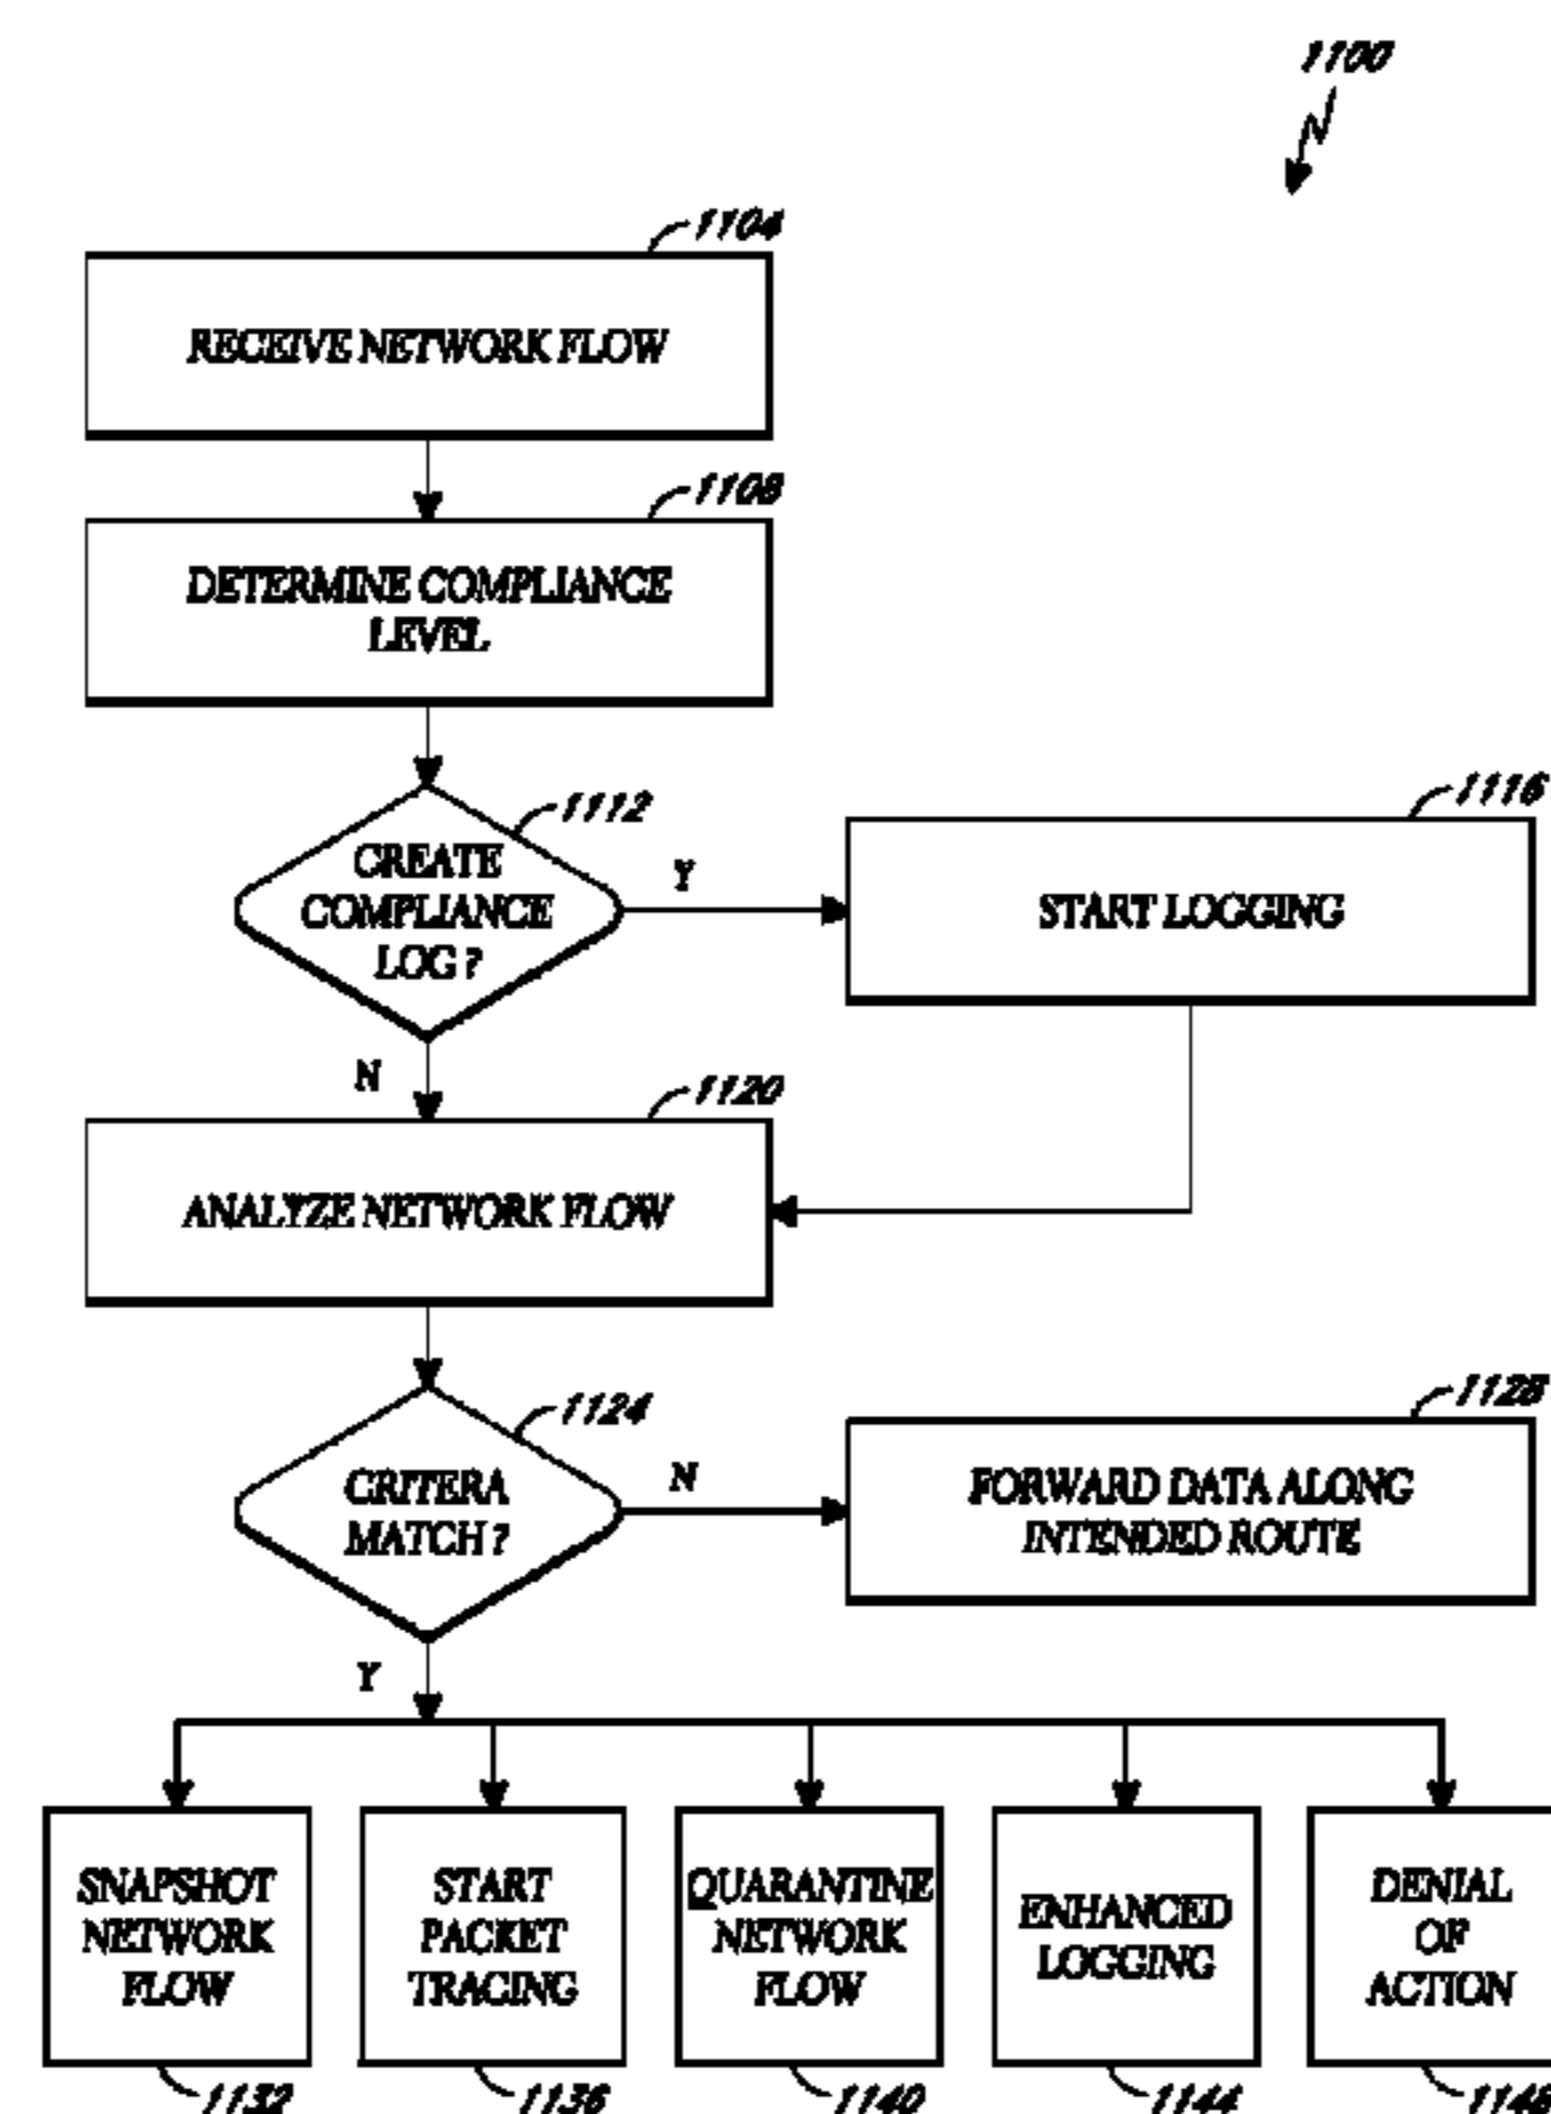 1100
1104
RECEIVE NETWORK FLOW
1108
DETERMINE COMPLIANCE
LEVEL
1112
CREATE
COMPLIANCE
LOG ?
Y
1116
START LOGGING
N
1120
ANALYZE NETWORK FLOW
1124
CRITERA
MATCH ?
N
1128
FORWARD DATA ALONG
INTENDED ROUTE
Y
SNAPSHOT
NETWORK
FLOW
1132
START
PACKET
TRACING
1136
QUARANTINE
NETWORK
FLOW
1140
ENHANCED
LOGGING
1144
DENIAL
OF
ACTION
1148